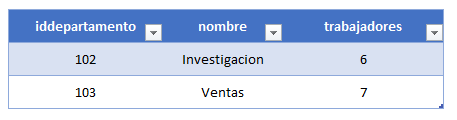 iddepartamento nombre trabajadores
102 Investigacion 6
103 Ventas 7